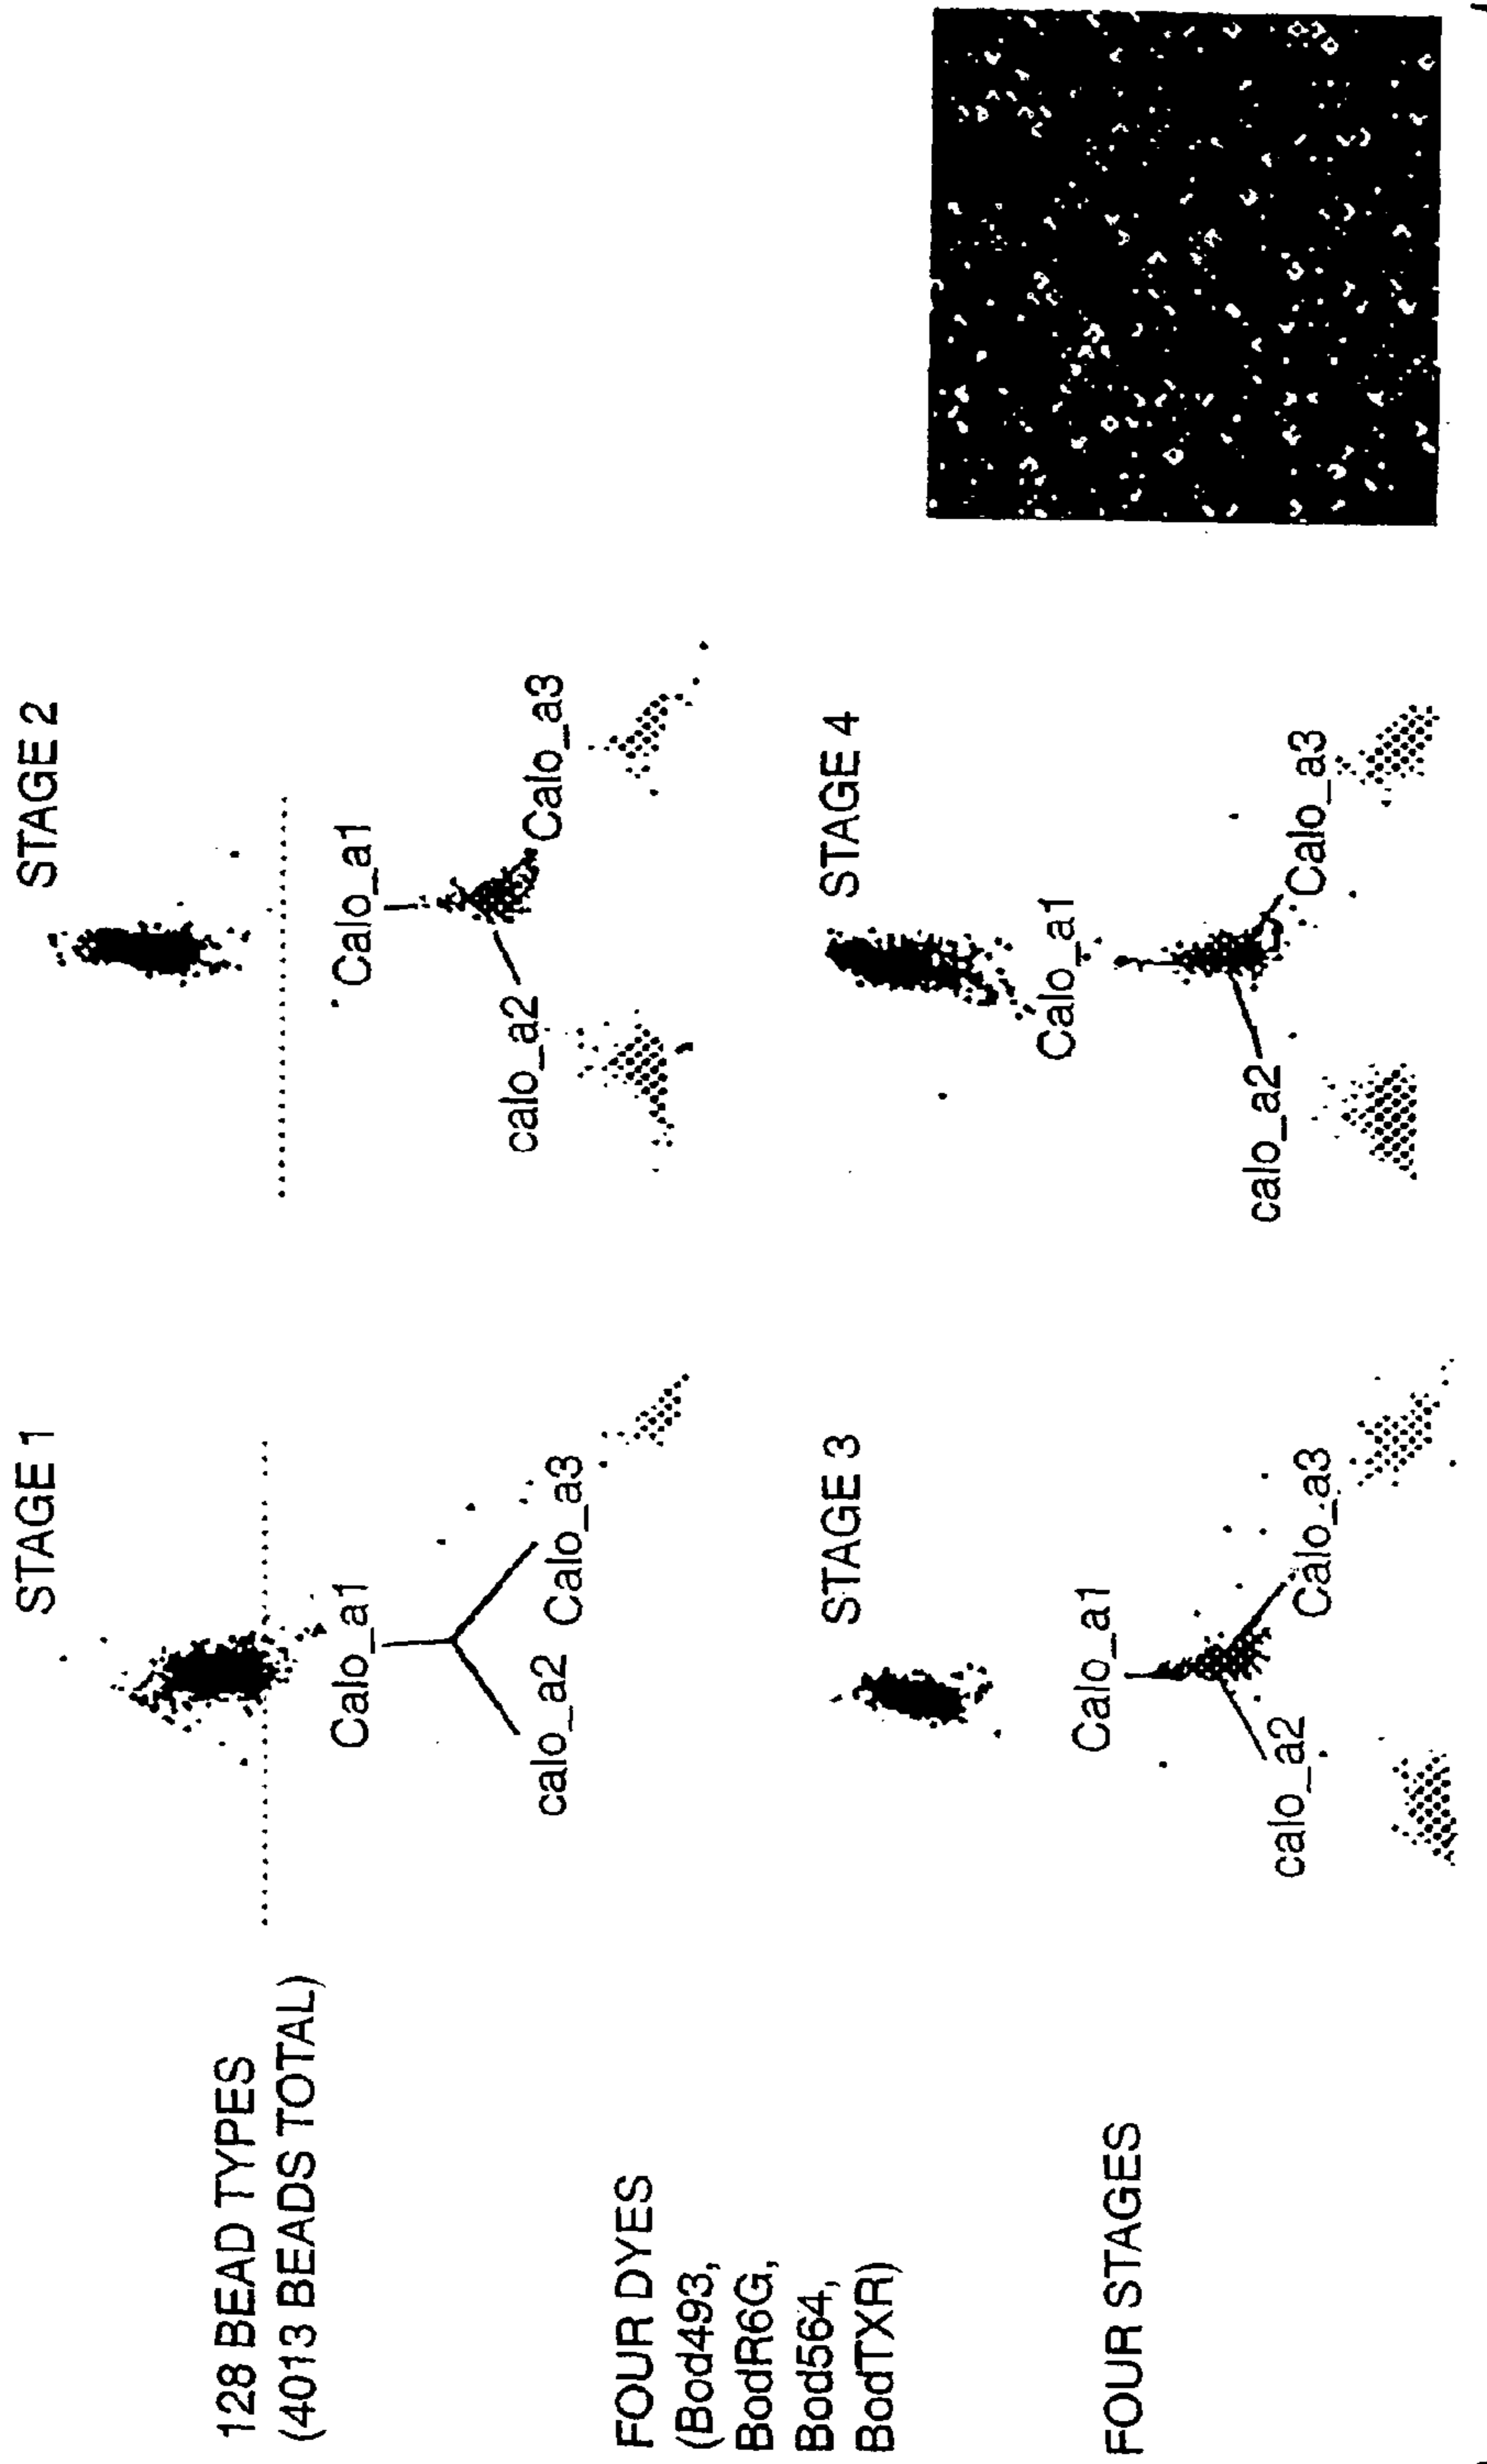 128 BEAD TYPES
(4013 BEADS TOTAL)
FOUR DYES
(Bod493,
BodR6G,
Bod564,
BodTXR)
FOUR STAGES
STAGE 1
Calo_a1
calo_a2
Calo_a3
STAGE 2
Calo_a1
calo_a2
Calo_a3
STAGE 3
Calo_a1
calo_a2
Calo_a3
STAGE 4
Calo_a1
calo_a2
Calo_a3